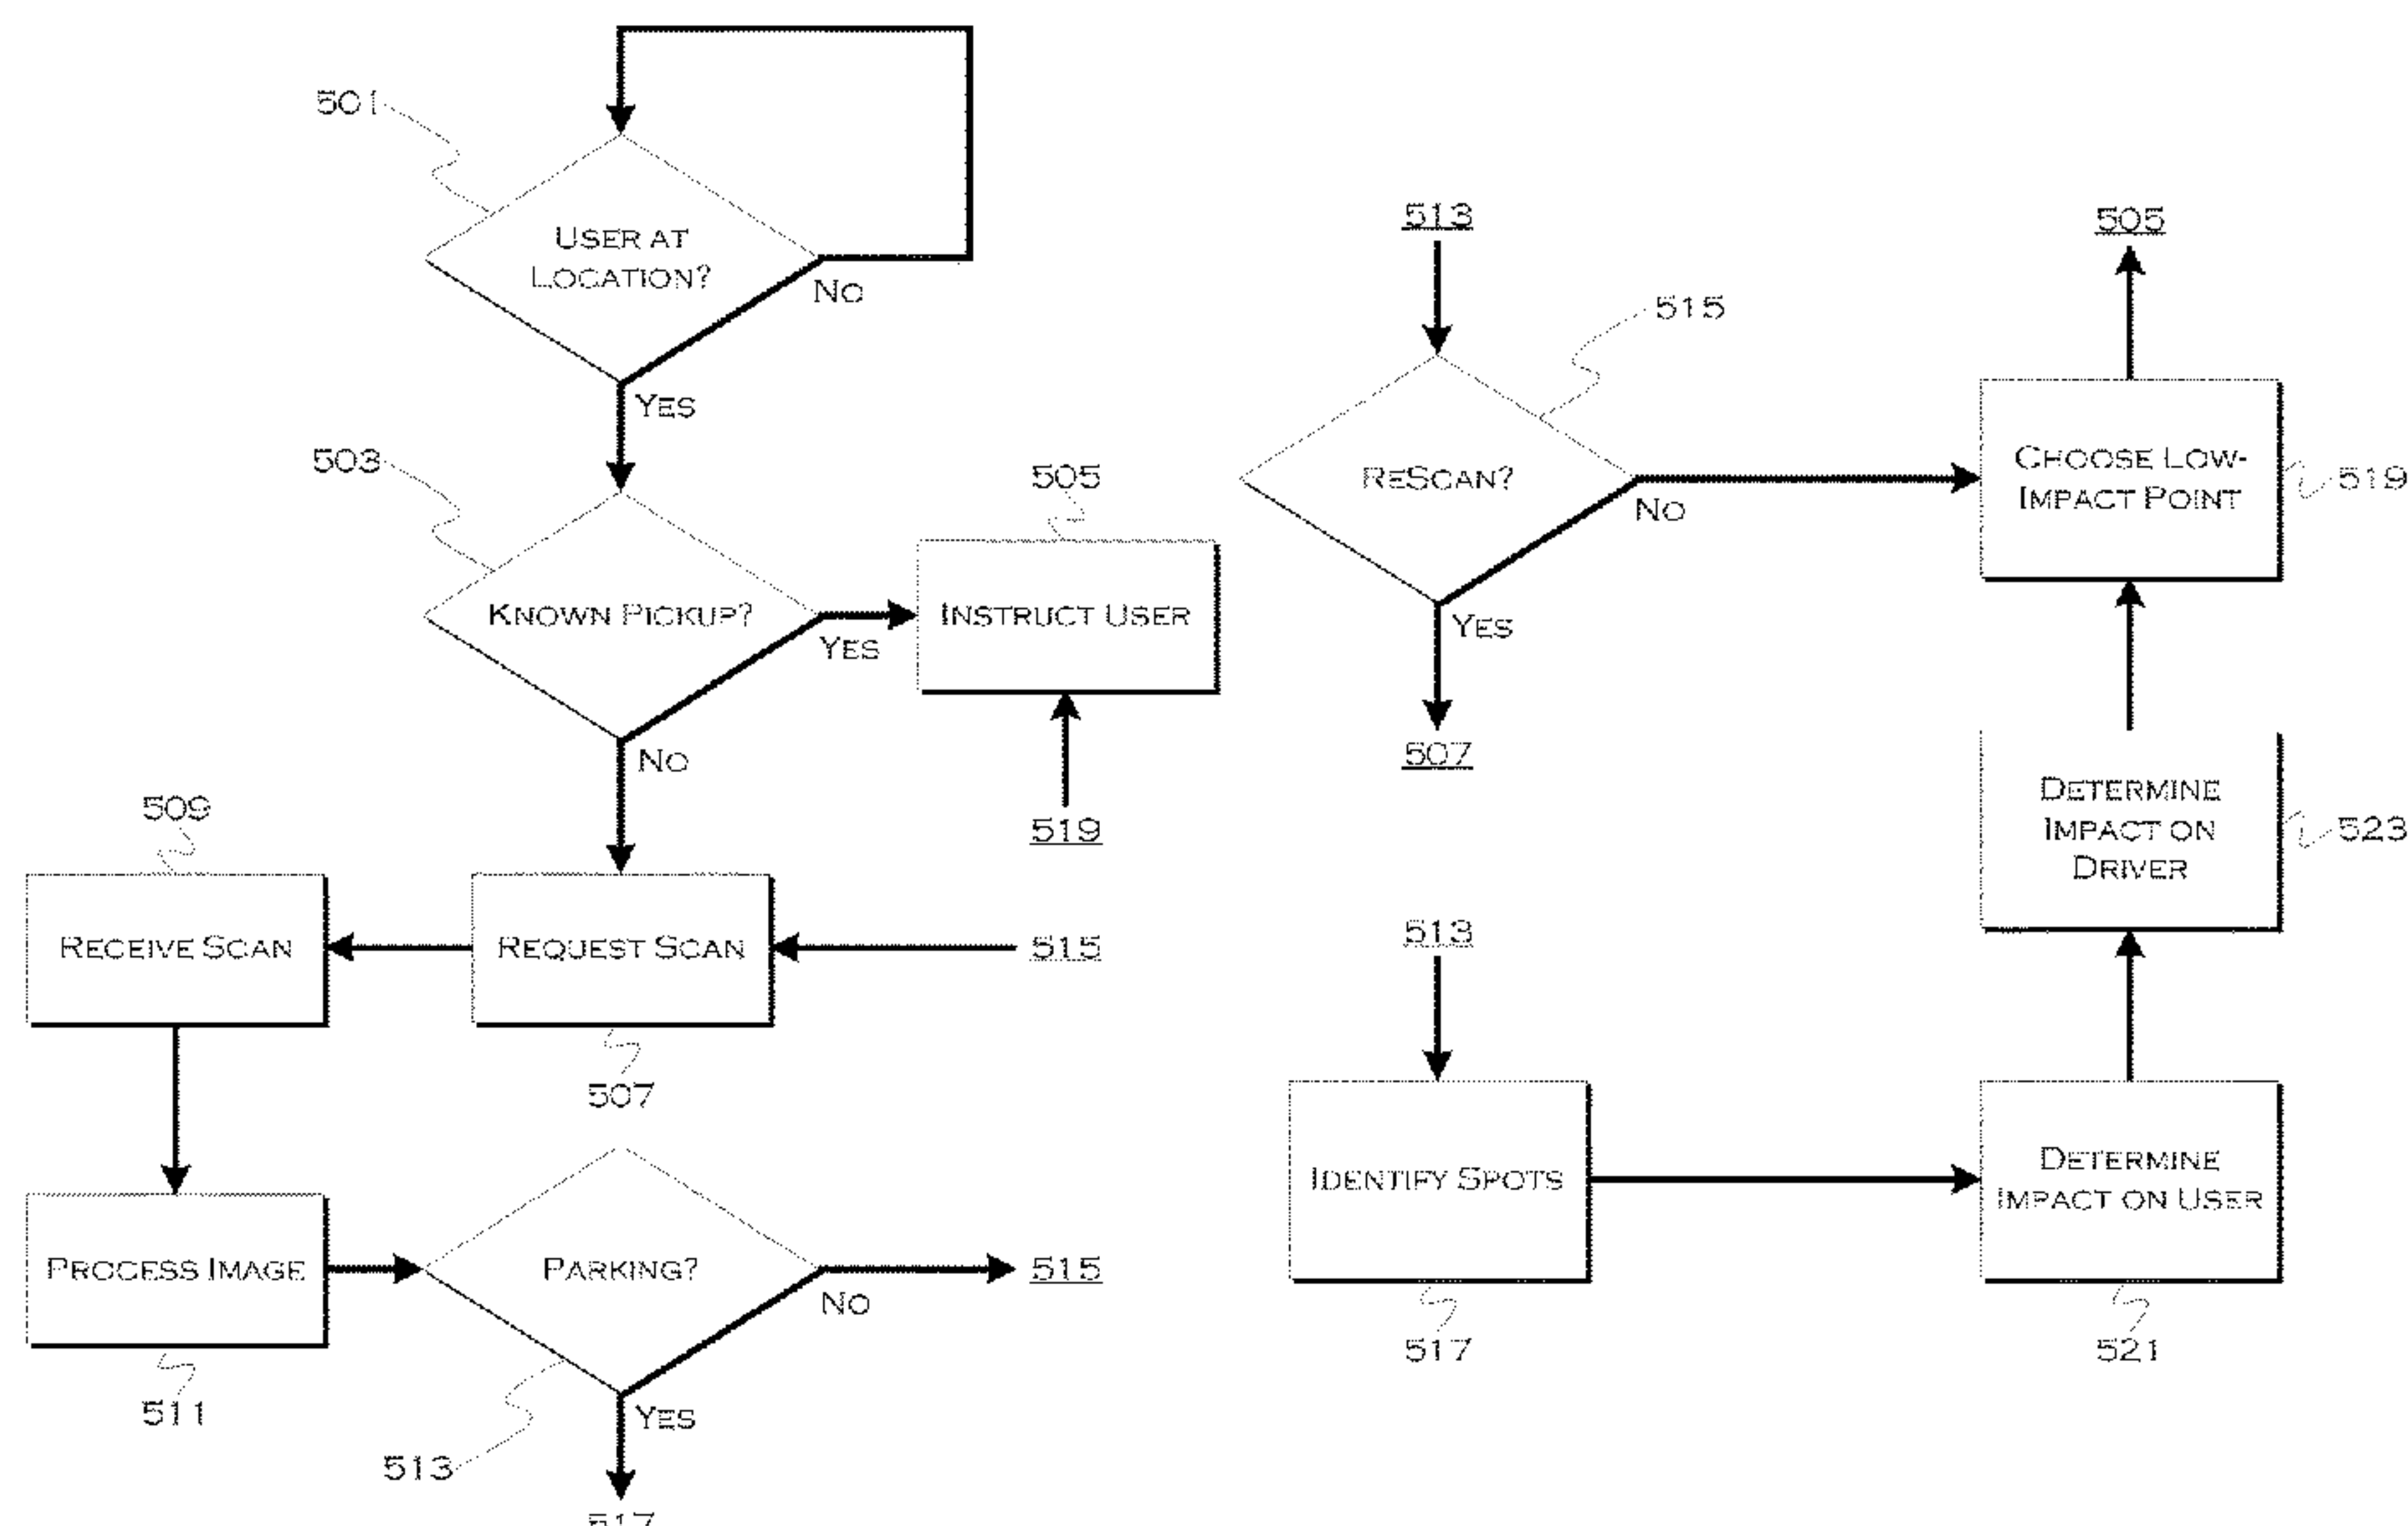 501
USER AT
LOCATION?
NO
YES
503
KNOWN PICKUP?
YES
NO
505
INSTRUCT USER
519
509
RECEIVE SCAN
REQUEST SCAN
515
507
PROCESS IMAGE
511
PARKING?
NO
515
YES
513
517
513
515
RESCAN?
NO
YES
507
505
CHOOSE LOW-
IMPACT POINT
519
DETERMINE
IMPACT ON
DRIVER
523
513
IDENTIFY SPOTS
517
DETERMINE
IMPACT ON USER
521